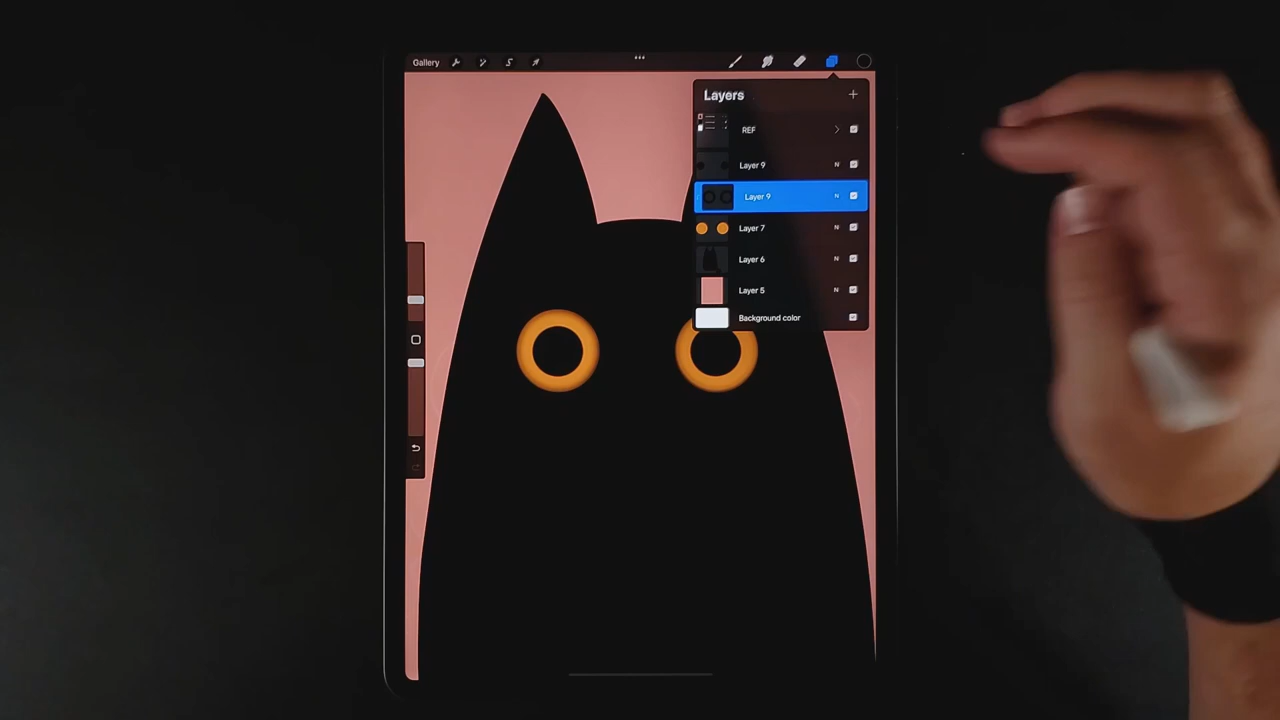 Gallery
Layers
REF
Layer 9 N
Layer 9 N
Layer 7 N
Layer 6 N
Layer 5 N
Background color